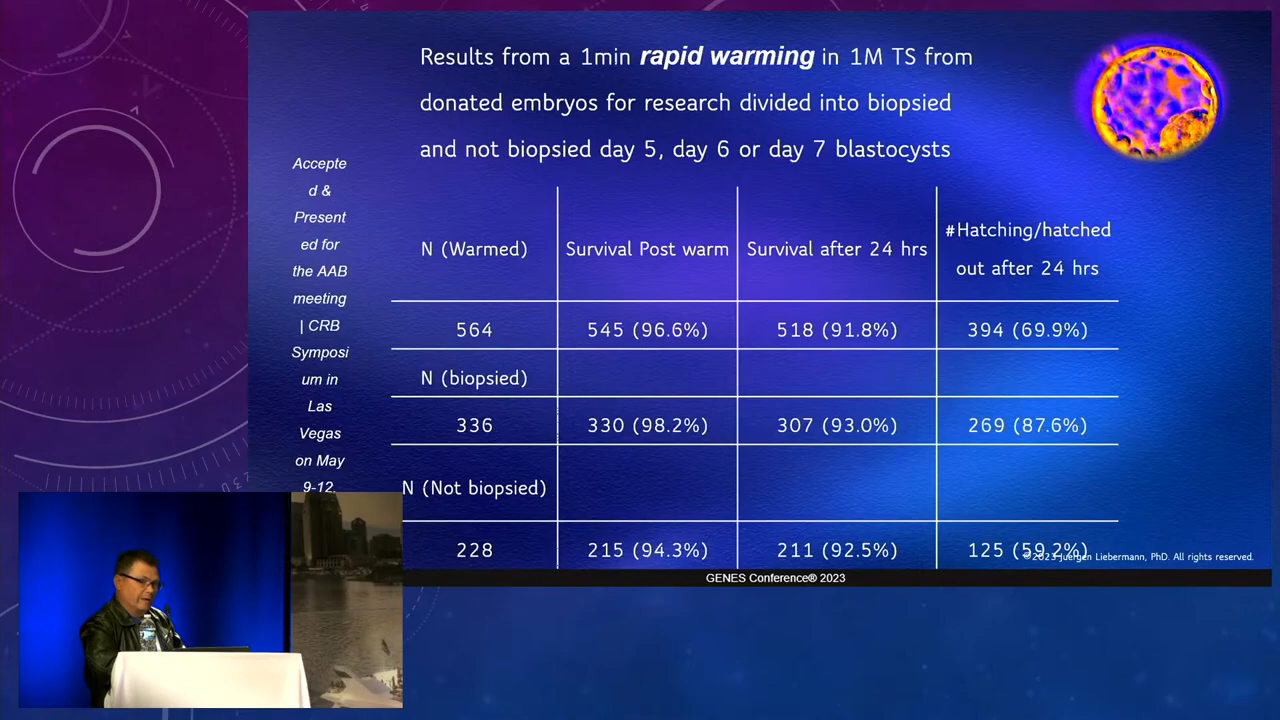 Results from a 1min rapid warming in 1M TS from
donated embryos for research divided into biopsied
and not biopsied day 5, day 6 or day 7 blastocysts
Accepte
d &
Present
ed for
the AAB
meeting
| CRB
Symposi
um in
Las
Vegas
on May
9-12,
N (Warmed) Survival Post warm Survival after 24 hrs #Hatching/hatched
out after 24 hrs
564 545 (96.6%) 518 (91.8%) 394 (69.9%)
N (biopsied)
336 330 (98.2%) 307 (93.0%) 269 (87.6%)
N (Not biopsied)
228 215 (94.3%) 211 (92.5%) 125 (59.2%)
©2023 Juergen Liebermann, PhD. All rights reserved.
GENES Conference® 2023